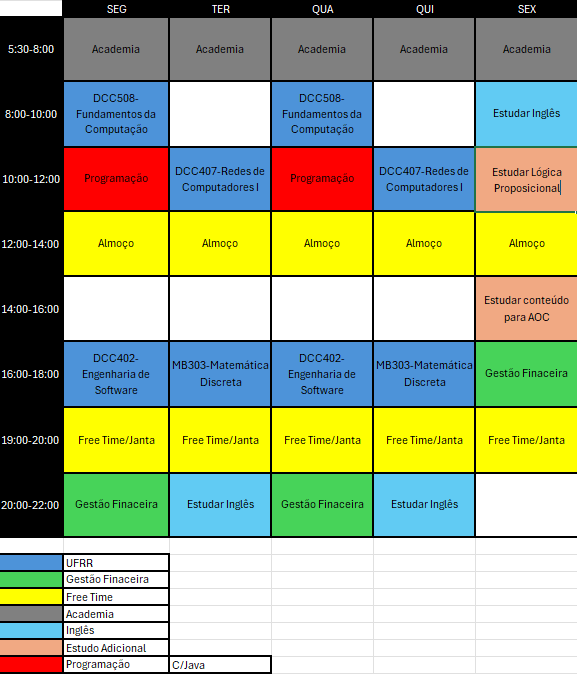 SEG TER QUA QUI SEX
5:30-8:00 Academia Academia Academia Academia Academia
8:00-10:00
DCC508-
Fundamentos da
Computação
DCC508-
Fundamentos da
Computação
Estudar Inglês
10:00-12:00
Programação
DCC407-Redes de
Computadores I
Programação
DCC407-Redes de
Computadores I
Estudar Lógica
Proposicional
12:00-14:00 Almoço Almoço Almoço Almoço Almoço
14:00-16:00
Estudar conteúdo
para AOC
16:00-18:00
DCC402-
Engenharia de
Software
MB303-Matemática
Discreta
DCC402-
Engenharia de
Software
MB303-Matemática
Discreta
Gestão Finaceira
19:00-20:00 Free Time/Janta Free Time/Janta Free Time/Janta Free Time/Janta Free Time/Janta
20:00-22:00 Gestão Finaceira Estudar Inglês Gestão Finaceira Estudar Inglês
UFRR
Gestão Finaceira
Free Time
Academia
Inglês
Estudo Adicional
Programação C/Java